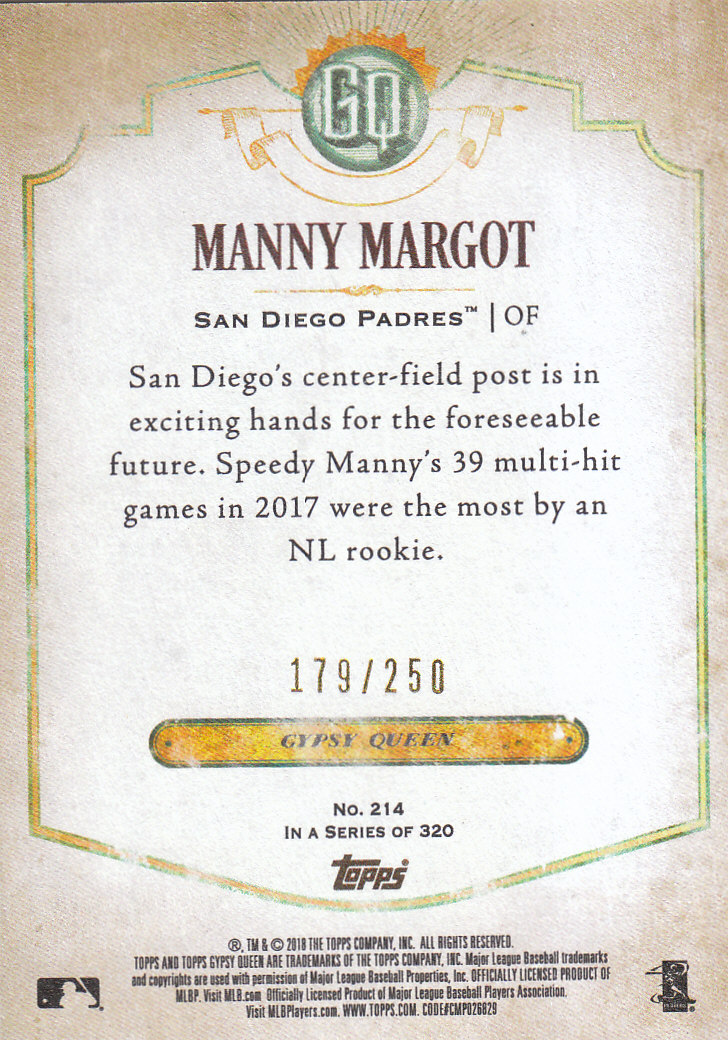 GQ
MANNY MARGOT
SAN DIEGO PADRES™ | OF
San Diego's center-field post is in
exciting hands for the foreseeable
future. Speedy Manny's 39 multi-hit
games in 2017 were the most by an
NL rookie.
179/250
GYPSY QUEEN
NO. 214
IN A SERIES OF 320
topps
®, TM & © 2018 THE TOPPS COMPANY, INC. ALL RIGHTS RESERVED.
TOPPS AND TOPPS GYPSY QUEEN ARE TRADEMARKS OF THE TOPPS COMPANY, INC. Major League Baseball trademarks
and copyrights are used with permission of Major League Baseball Properties, Inc. OFFICIALLY LICENSED PRODUCT OF
MLBP. Visit MLB.com Officially Licensed Product of Major League Baseball Players Association.
Visit MLBPlayers.com. WWW.TOPPS.COM. CODE#CMP026829